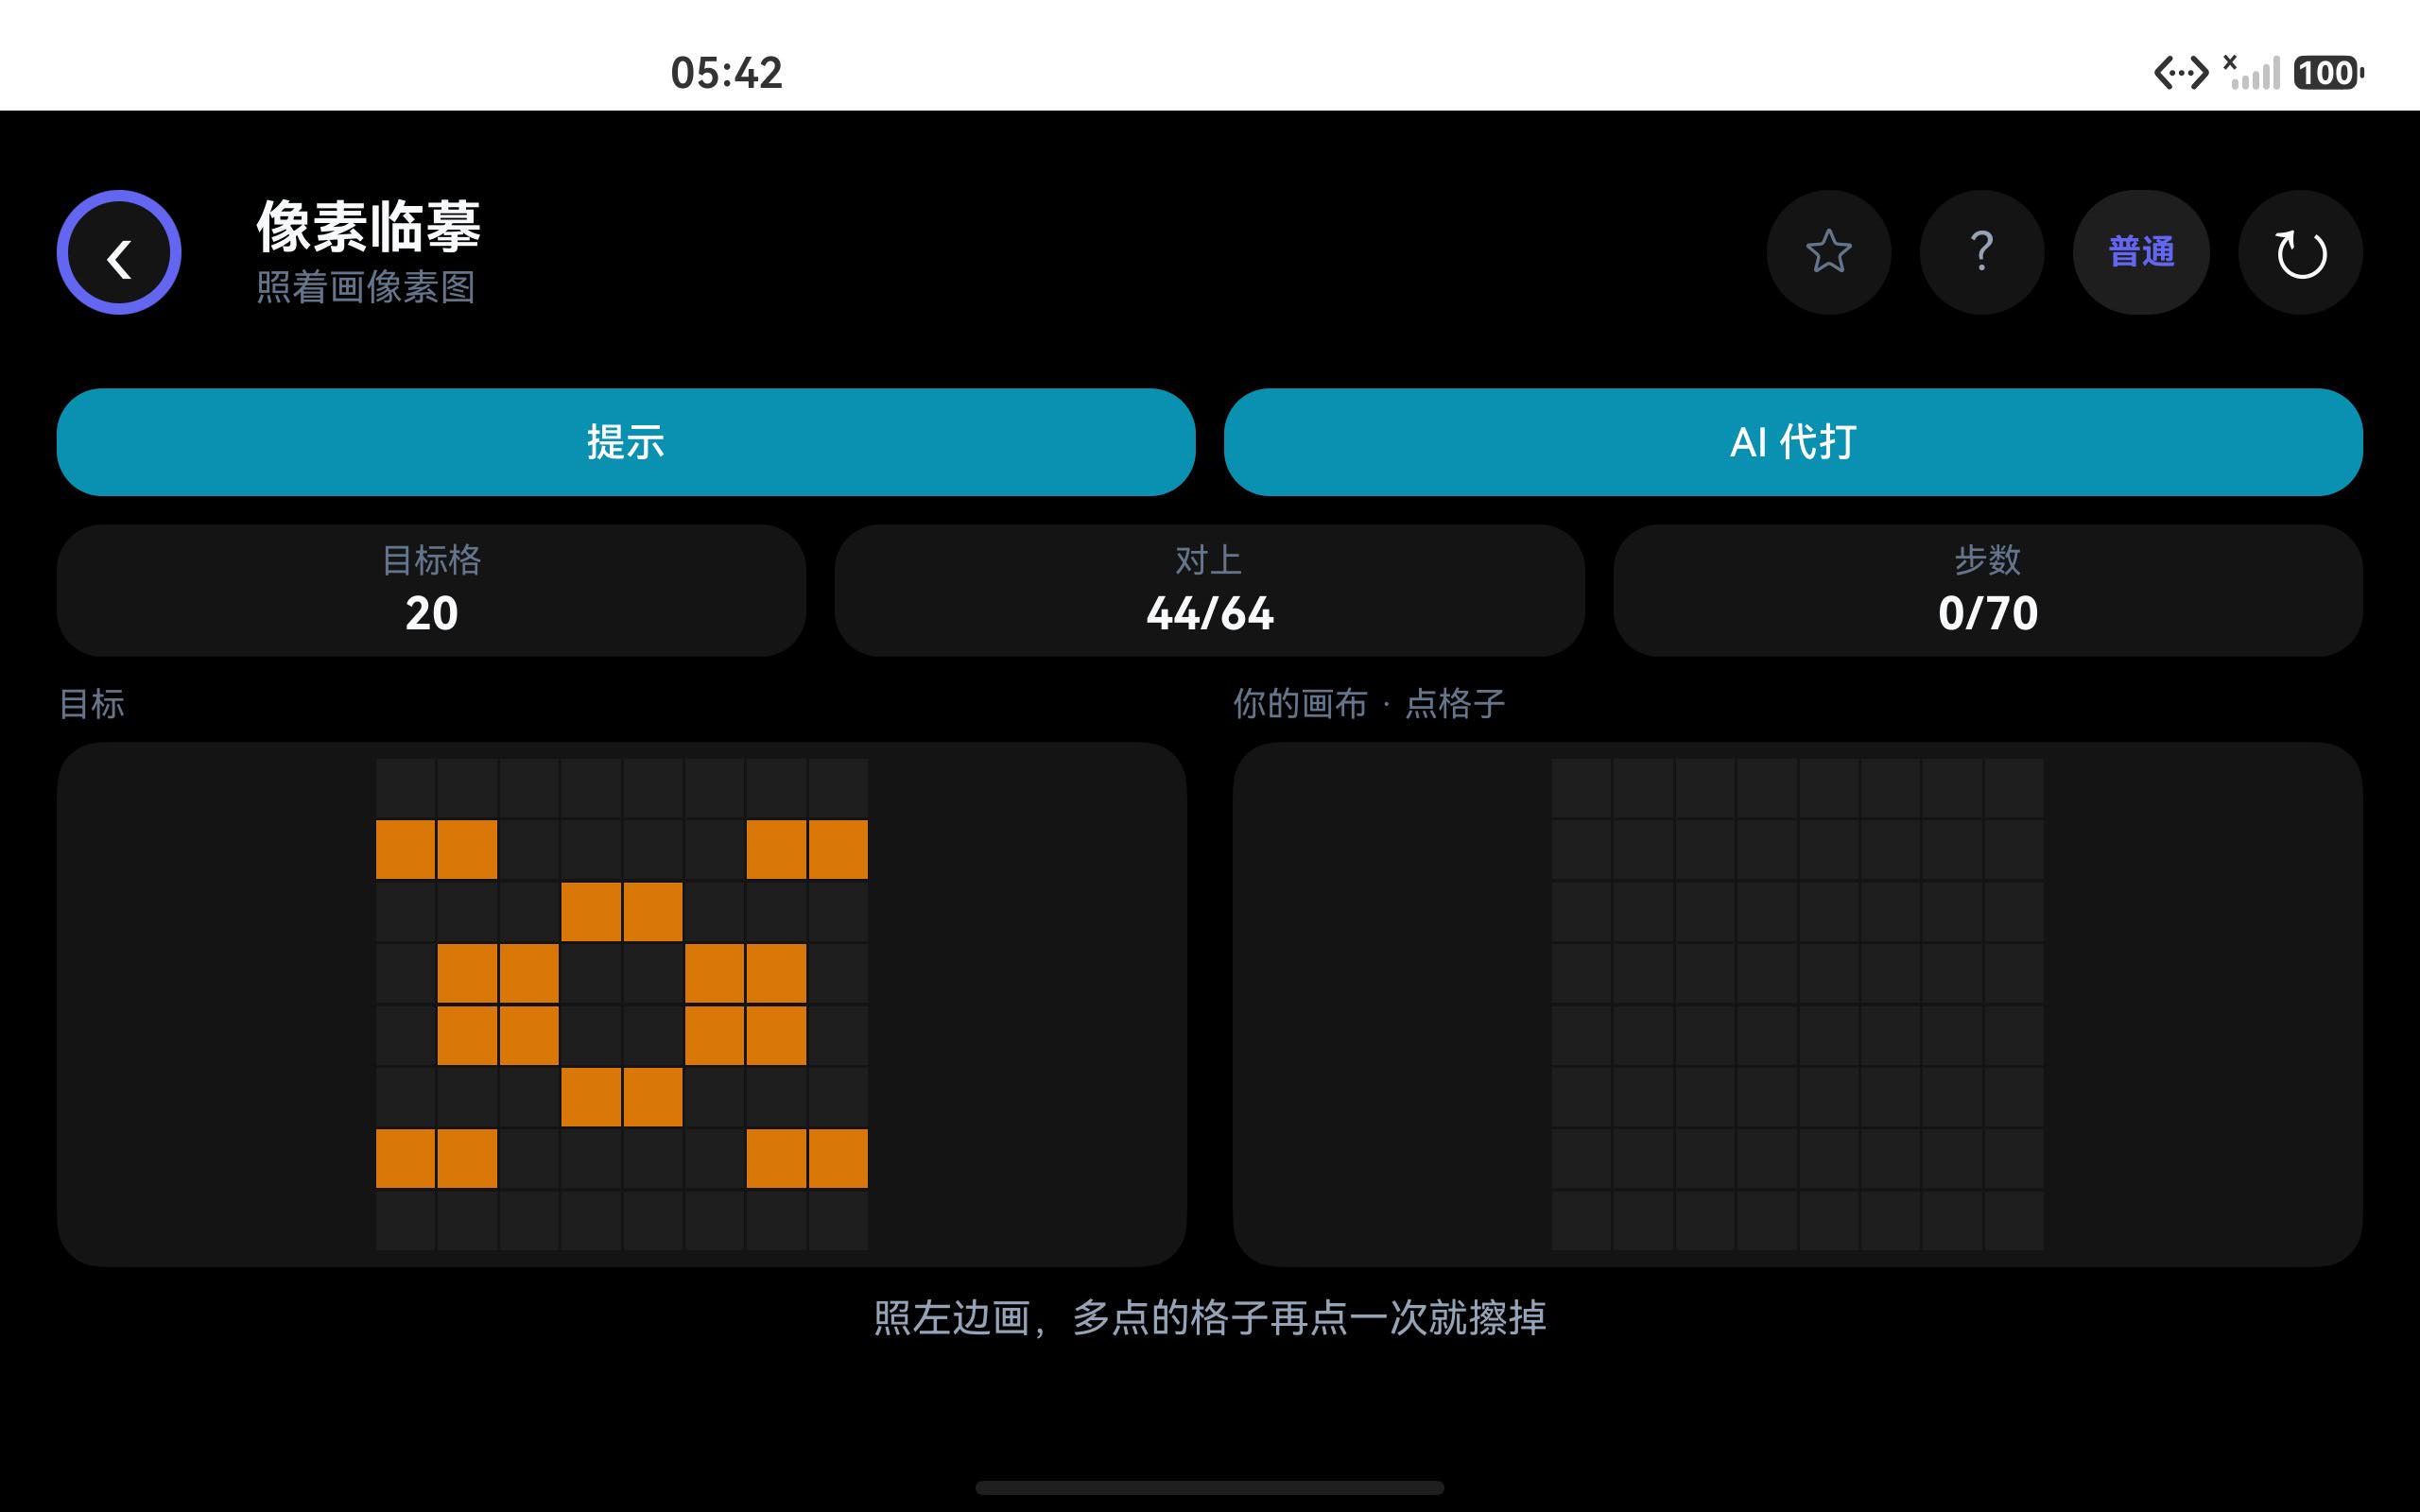 05:42
100
像素临摹
照着画像素图
?
普通
提示
AI 代打
目标格
20
对上
44/64
步数
0/70
目标
你的画布 · 点格子
照左边画，多点的格子再点一次就擦掉